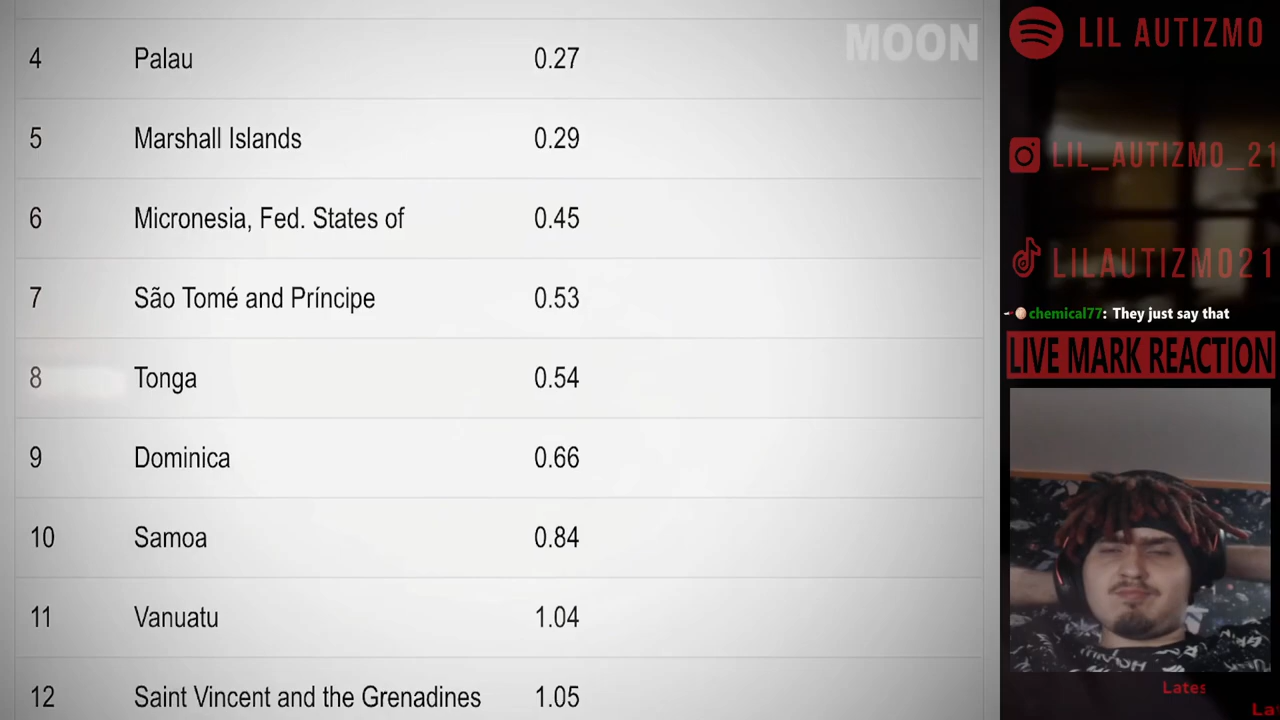 MOON
4 Palau 0.27
5 Marshall Islands 0.29
6 Micronesia, Fed. States of 0.45
7 São Tomé and Príncipe 0.53
8 Tonga 0.54
9 Dominica 0.66
10 Samoa 0.84
11 Vanuatu 1.04
12 Saint Vincent and the Grenadines 1.05
LIL AUTIZMO
LIL_AUTIZMO_21
LILAUTIZMO21
chemical77: They just say that
LIVE MARK REACTION
Lates
La